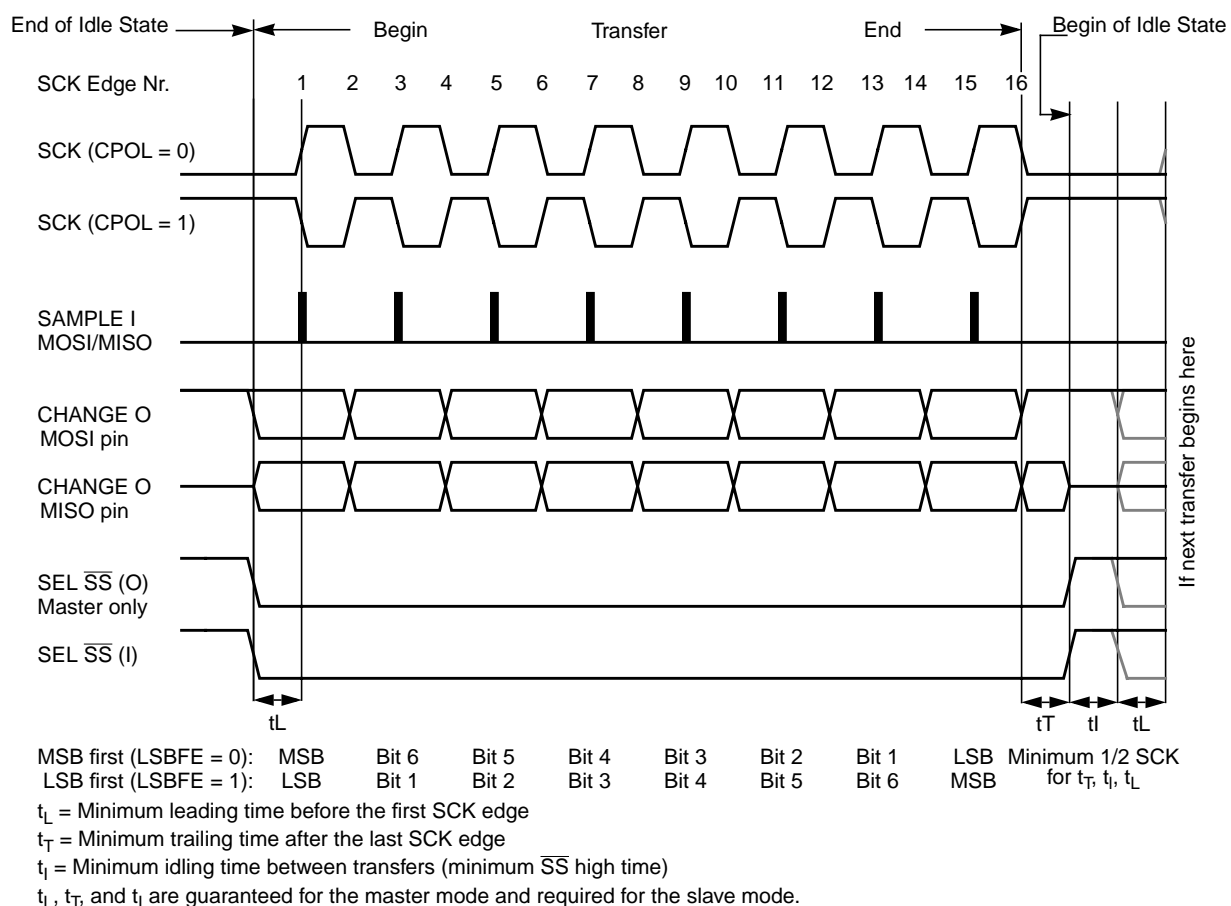 End of Idle State
Begin
Transfer
End
Begin of Idle State
SCK Edge Nr.
1 2 3 4 5 6 7 8 9 10 11 12 13 14 15 16
SCK (CPOL = 0)
SCK (CPOL = 1)
SAMPLE I
MOSI/MISO
CHANGE O
MOSI pin
CHANGE O
MISO pin
SEL SS (O)
Master only
SEL SS (I)
If next transfer begins here
tL
tT tI tL
MSB first (LSBFE = 0): MSB Bit 6 Bit 5 Bit 4 Bit 3 Bit 2 Bit 1 LSB Minimum 1/2 SCK
LSB first (LSBFE = 1): LSB Bit 1 Bit 2 Bit 3 Bit 4 Bit 5 Bit 6 MSB for tT, tI, tL
tL = Minimum leading time before the first SCK edge
tT = Minimum trailing time after the last SCK edge
tI = Minimum idling time between transfers (minimum SS high time)
tL, tT, and tI are guaranteed for the master mode and required for the slave mode.